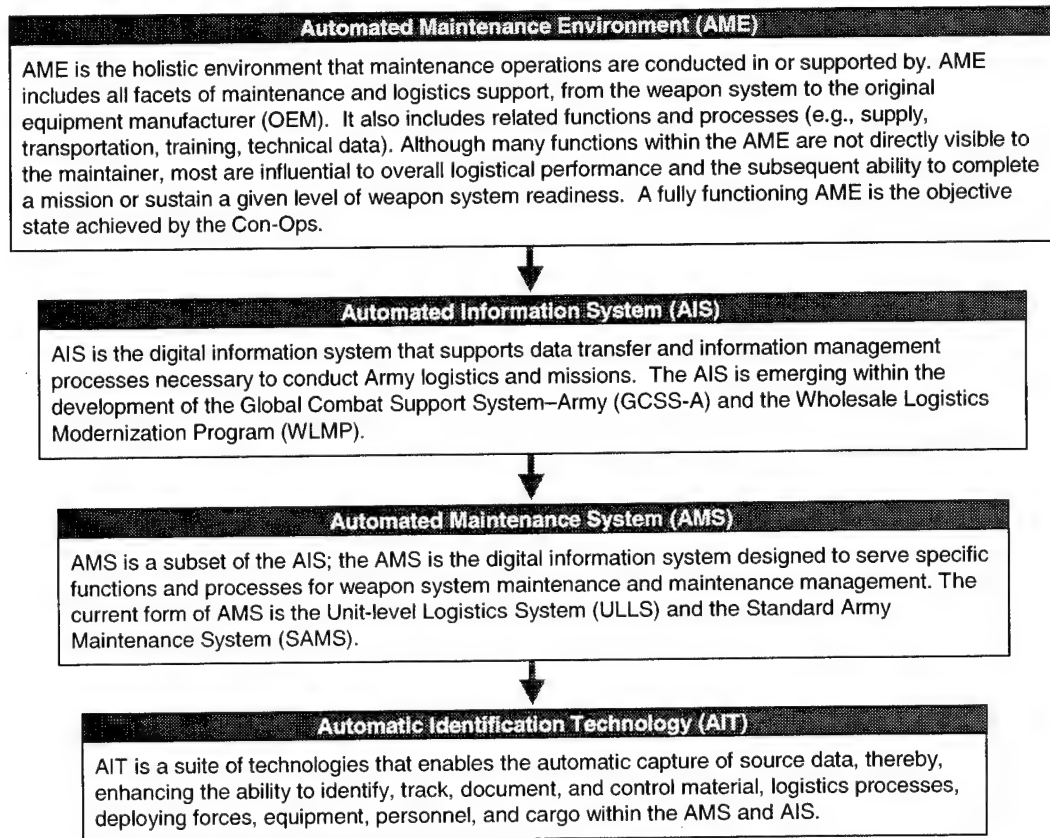 Automated Maintenance Environment (AME)
AME is the holistic environment that maintenance operations are conducted in or supported by. AME
includes all facets of maintenance and logistics support, from the weapon system to the original
equipment manufacturer (OEM). It also includes related functions and processes (e.g., supply,
transportation, training, technical data). Although many functions within the AME are not directly visible to
the maintainer, most are influential to overall logistical performance and the subsequent ability to complete
a mission or sustain a given level of weapon system readiness. A fully functioning AME is the objective
state achieved by the Con-Ops.
Automated Information System (AIS)
AIS is the digital information system that supports data transfer and information management
processes necessary to conduct Army logistics and missions. The AIS is emerging within the
development of the Global Combat Support System–Army (GCSS-A) and the Wholesale Logistics
Modernization Program (WLMP).
Automated Maintenance System (AMS)
AMS is a subset of the AIS; the AMS is the digital information system designed to serve specific
functions and processes for weapon system maintenance and maintenance management. The
current form of AMS is the Unit-level Logistics System (ULLS) and the Standard Army
Maintenance System (SAMS).
Automatic Identification Technology (AIT)
AIT is a suite of technologies that enables the automatic capture of source data, thereby,
enhancing the ability to identify, track, document, and control material, logistics processes,
deploying forces, equipment, personnel, and cargo within the AMS and AIS.